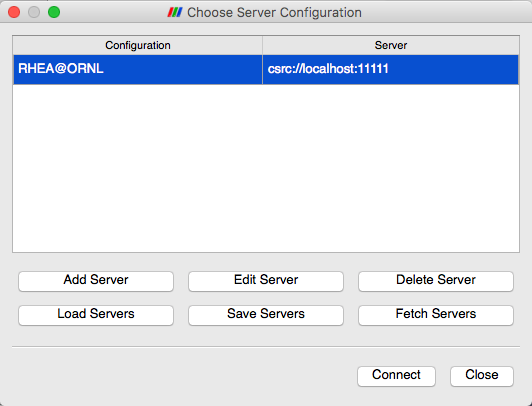 Choose Server Configuration
Configuration Server
RHEA@ORNL csrc://localhost:11111
Add Server Edit Server Delete Server
Load Servers Save Servers Fetch Servers
Connect Close